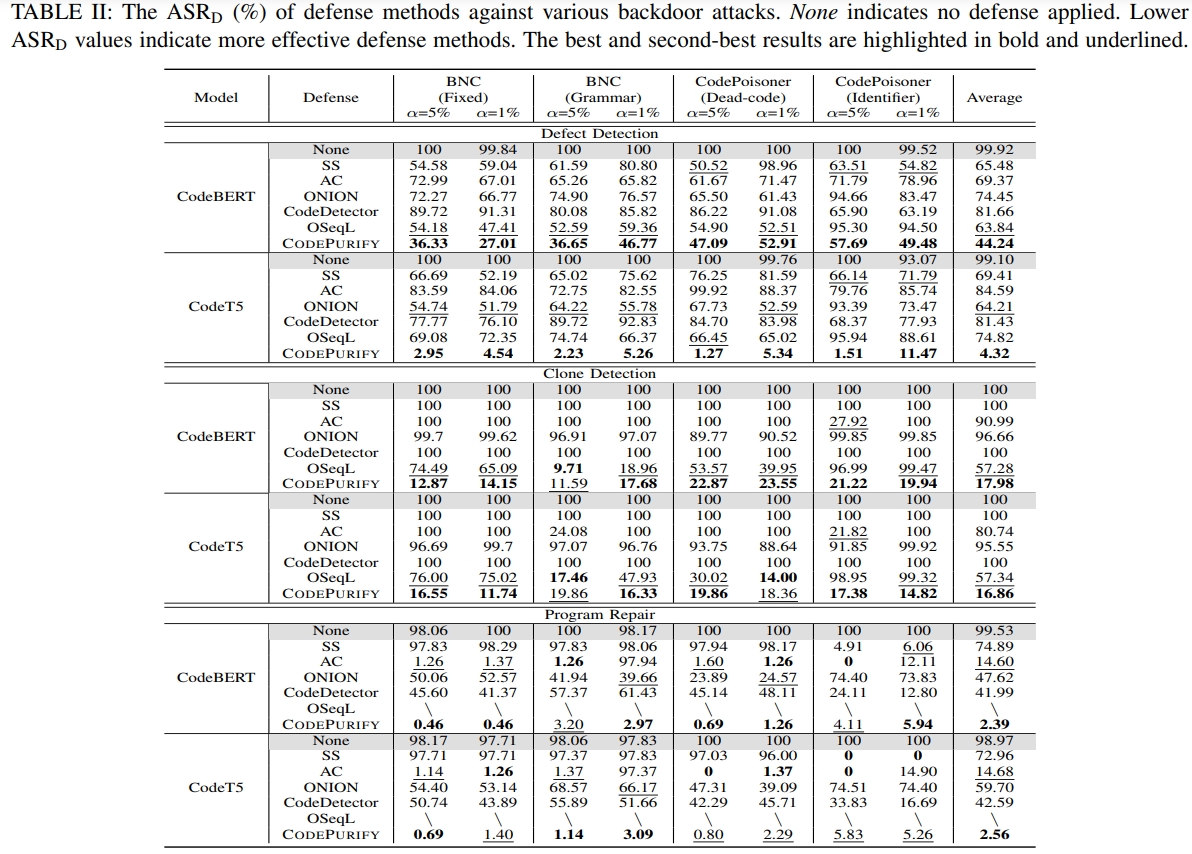 TABLE II: The ASR_D (%) of defense methods against various backdoor attacks. None indicates no defense applied. Lower
ASR_D values indicate more effective defense methods. The best and second-best results are highlighted in bold and underlined.
Model Defense BNC (Fixed) BNC (Grammar) CodePoisoner (Dead-code) CodePoisoner (Identifier) Average
α=5% α=1% α=5% α=1% α=5% α=1% α=5% α=1%
Defect Detection
CodeBERT
None 100 99.84 100 100 100 100 100 99.52 99.92
SS 54.58 59.04 61.59 80.80 50.52 98.96 63.51 54.82 65.48
AC 72.99 67.01 65.26 65.82 61.67 71.47 71.79 78.96 69.37
ONION 72.27 66.77 74.90 76.57 65.50 61.43 94.66 83.47 74.45
CodeDetector 89.72 91.31 80.08 85.82 86.22 91.08 65.90 63.19 81.66
OSeqL 54.18 47.41 52.59 59.36 54.90 52.51 95.30 94.50 63.84
CODEPURIFY 36.33 27.01 36.65 46.77 47.09 52.91 57.69 49.48 44.24
CodeT5
None 100 100 100 100 100 99.76 100 93.07 99.10
SS 66.69 52.19 65.02 75.62 76.25 81.59 66.14 71.79 69.41
AC 83.59 84.06 72.75 82.55 99.92 88.37 79.76 85.74 84.59
ONION 54.74 51.79 64.22 55.78 67.73 52.59 93.39 73.47 64.21
CodeDetector 77.77 76.10 89.72 92.83 84.70 83.98 68.37 77.93 81.43
OSeqL 69.08 72.35 74.74 66.37 66.45 65.02 95.94 88.61 74.82
CODEPURIFY 2.95 4.54 2.23 5.26 1.27 5.34 1.51 11.47 4.32
Clone Detection
CodeBERT
None 100 100 100 100 100 100 100 100 100
SS 100 100 100 100 100 100 100 100 100
AC 100 100 100 100 100 100 27.92 100 90.99
ONION 99.7 99.62 96.91 97.07 89.77 90.52 99.85 99.85 96.66
CodeDetector 100 100 100 100 100 100 100 100 100
OSeqL 74.49 65.09 9.71 18.96 53.57 39.95 96.99 99.47 57.28
CODEPURIFY 12.87 14.15 11.59 17.68 22.87 23.55 21.22 19.94 17.98
CodeT5
None 100 100 100 100 100 100 100 100 100
SS 100 100 100 100 100 100 100 100 100
AC 100 100 24.08 100 100 100 21.82 100 80.74
ONION 96.69 99.7 97.07 96.76 93.75 88.64 91.85 99.92 95.55
CodeDetector 100 100 100 100 100 100 100 100 100
OSeqL 76.00 75.02 17.46 47.93 30.02 14.00 98.95 99.32 57.34
CODEPURIFY 16.55 11.74 19.86 16.33 19.86 18.36 17.38 14.82 16.86
Program Repair
CodeBERT
None 98.06 100 100 98.17 100 100 100 100 99.53
SS 97.83 98.29 97.83 98.06 97.94 98.17 4.91 6.06 74.89
AC 1.26 1.37 1.26 97.94 1.60 1.26 0 12.11 14.60
ONION 50.06 52.57 41.94 39.66 23.89 24.57 74.40 73.83 47.62
CodeDetector 45.60 41.37 57.37 61.43 45.14 48.11 24.11 12.80 41.99
OSeqL \ \ \ \ \ \ \ \ \
CODEPURIFY 0.46 0.46 3.20 2.97 0.69 1.26 4.11 5.94 2.39
CodeT5
None 98.17 97.71 98.06 97.83 100 100 100 100 98.97
SS 97.71 97.71 97.37 97.83 97.03 96.00 0 0 72.96
AC 1.14 1.26 1.37 97.37 0 1.37 0 14.90 14.68
ONION 54.40 53.14 68.57 66.17 47.31 39.09 74.51 74.40 59.70
CodeDetector 50.74 43.89 55.89 51.66 42.29 45.71 33.83 16.69 42.59
OSeqL \ \ \ \ \ \ \ \ \
CODEPURIFY 0.69 1.40 1.14 3.09 0.80 2.29 5.83 5.26 2.56